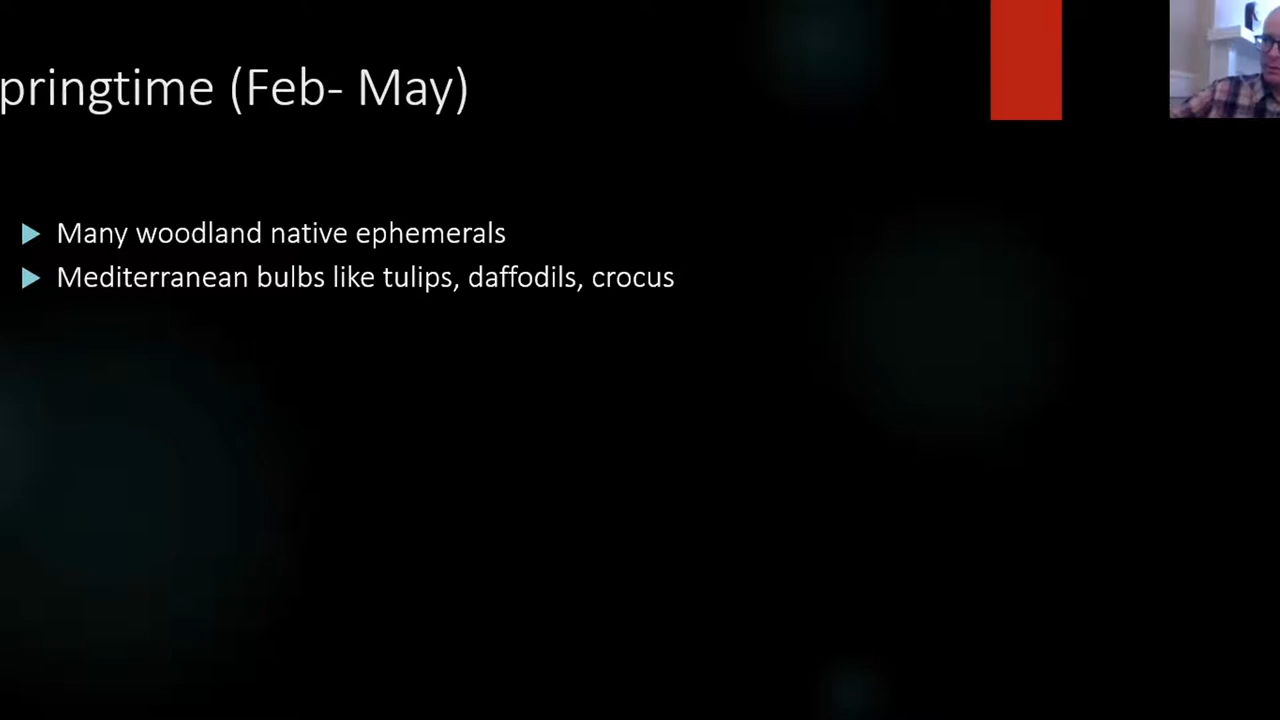 pringtime (Feb- May)
Many woodland native ephemerals
Mediterranean bulbs like tulips, daffodils, crocus